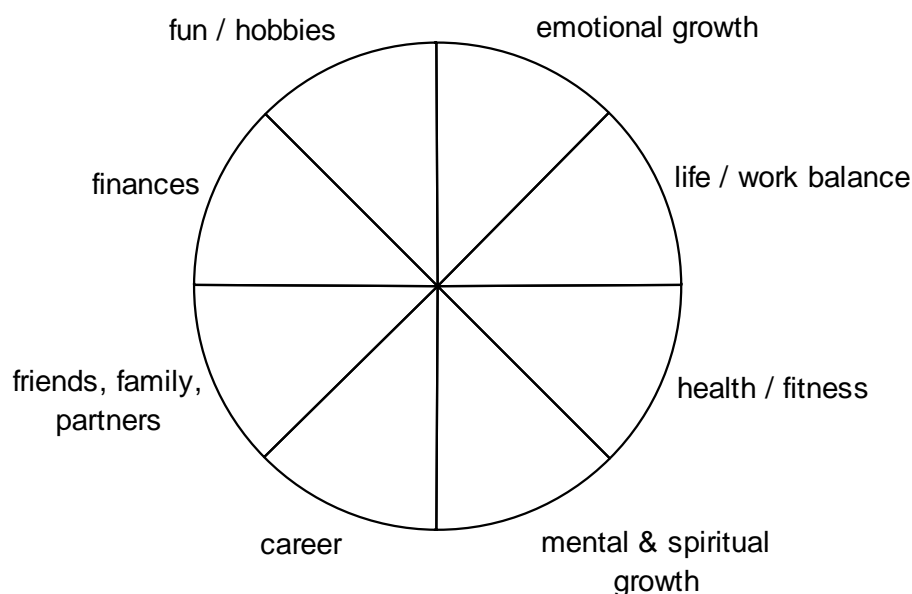 fun / hobbies
emotional growth
finances
life / work balance
friends, family,
partners
health / fitness
career
mental & spiritual
growth